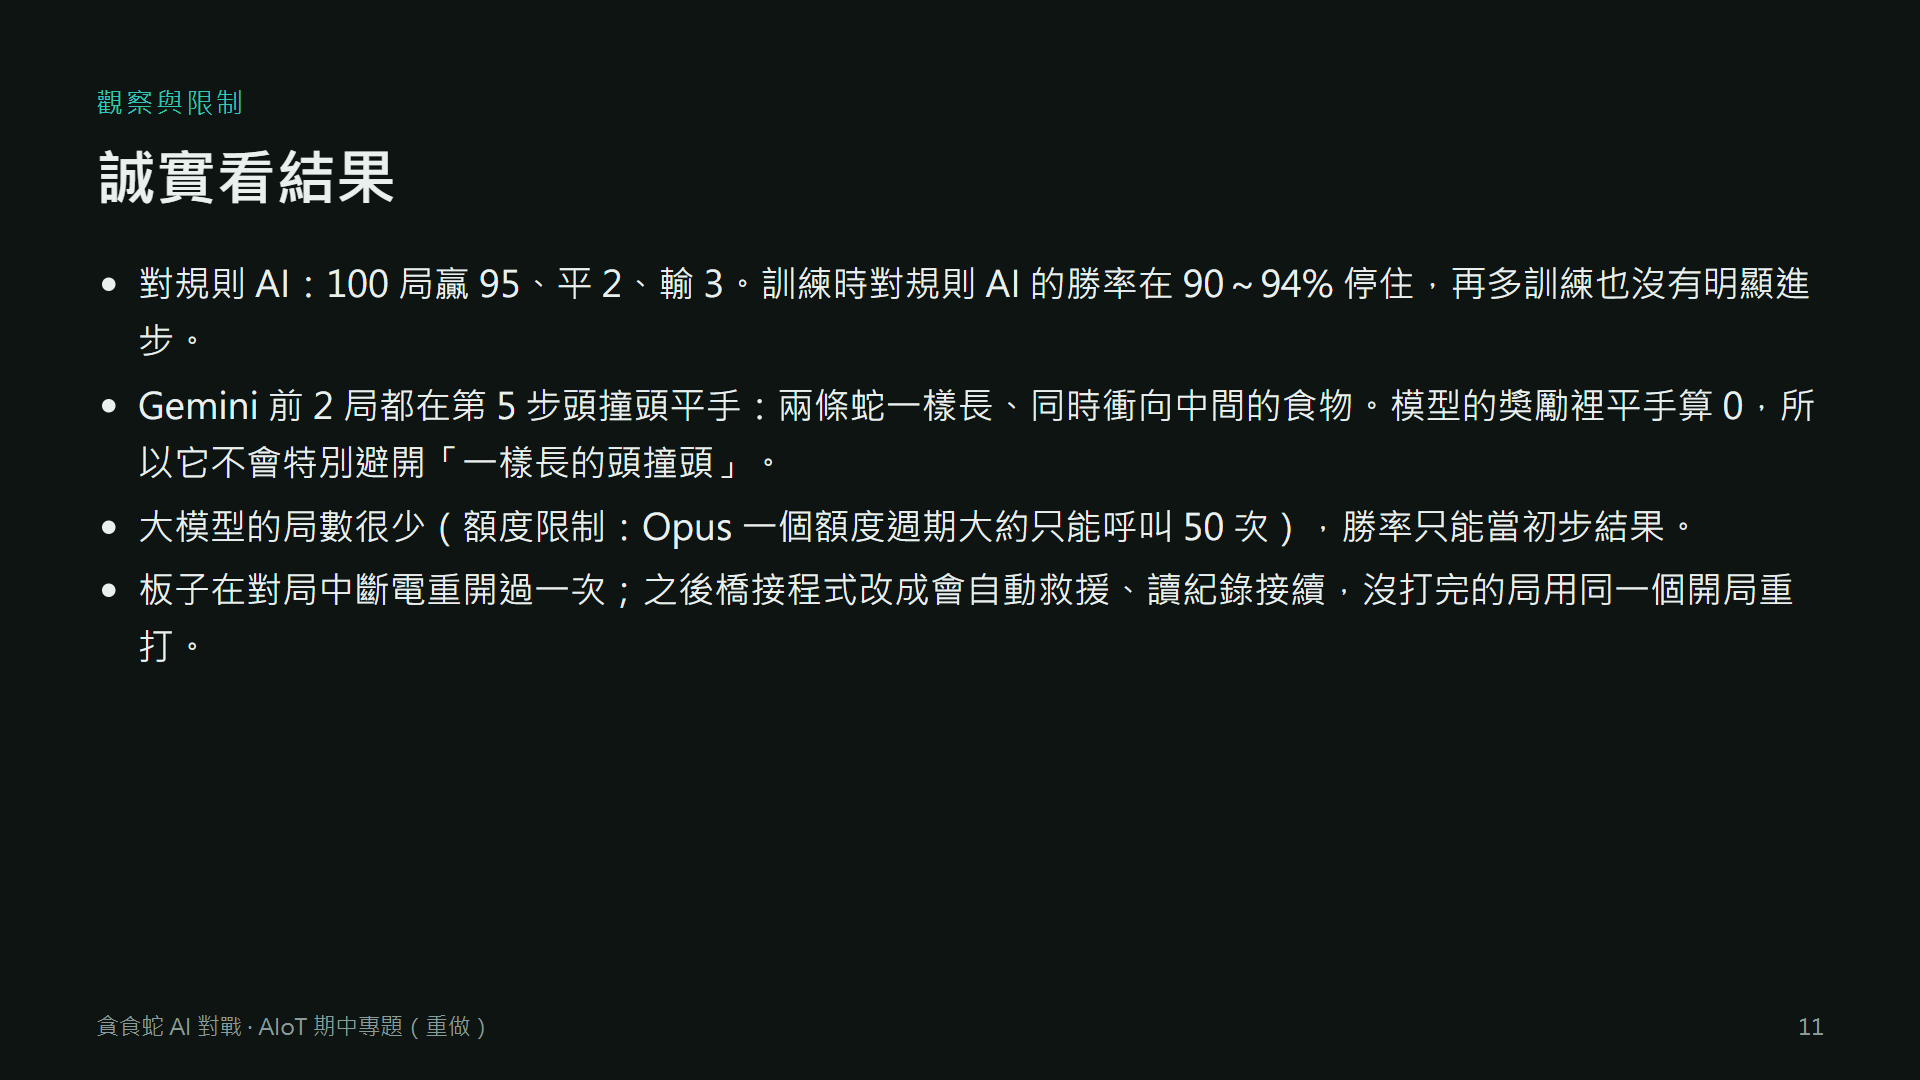 觀察與限制
誠實看結果
• 對規則 AI：100 局贏 95、平 2、輸 3。訓練時對規則 AI 的勝率在 90～94% 停住，再多訓練也沒有明顯進
步。
• Gemini 前 2 局都在第 5 步頭撞頭平手：兩條蛇一樣長、同時衝向中間的食物。模型的獎勵裡平手算 0，所
以它不會特別避開「一樣長的頭撞頭」。
• 大模型的局數很少（額度限制：Opus 一個額度週期大約只能呼叫 50 次），勝率只能當初步結果。
• 板子在對局中斷電重開過一次；之後橋接程式改成會自動救援、讀紀錄接續，沒打完的局用同一個開局重
打。
貪食蛇 AI 對戰 · AIoT 期中專題（重做）
11